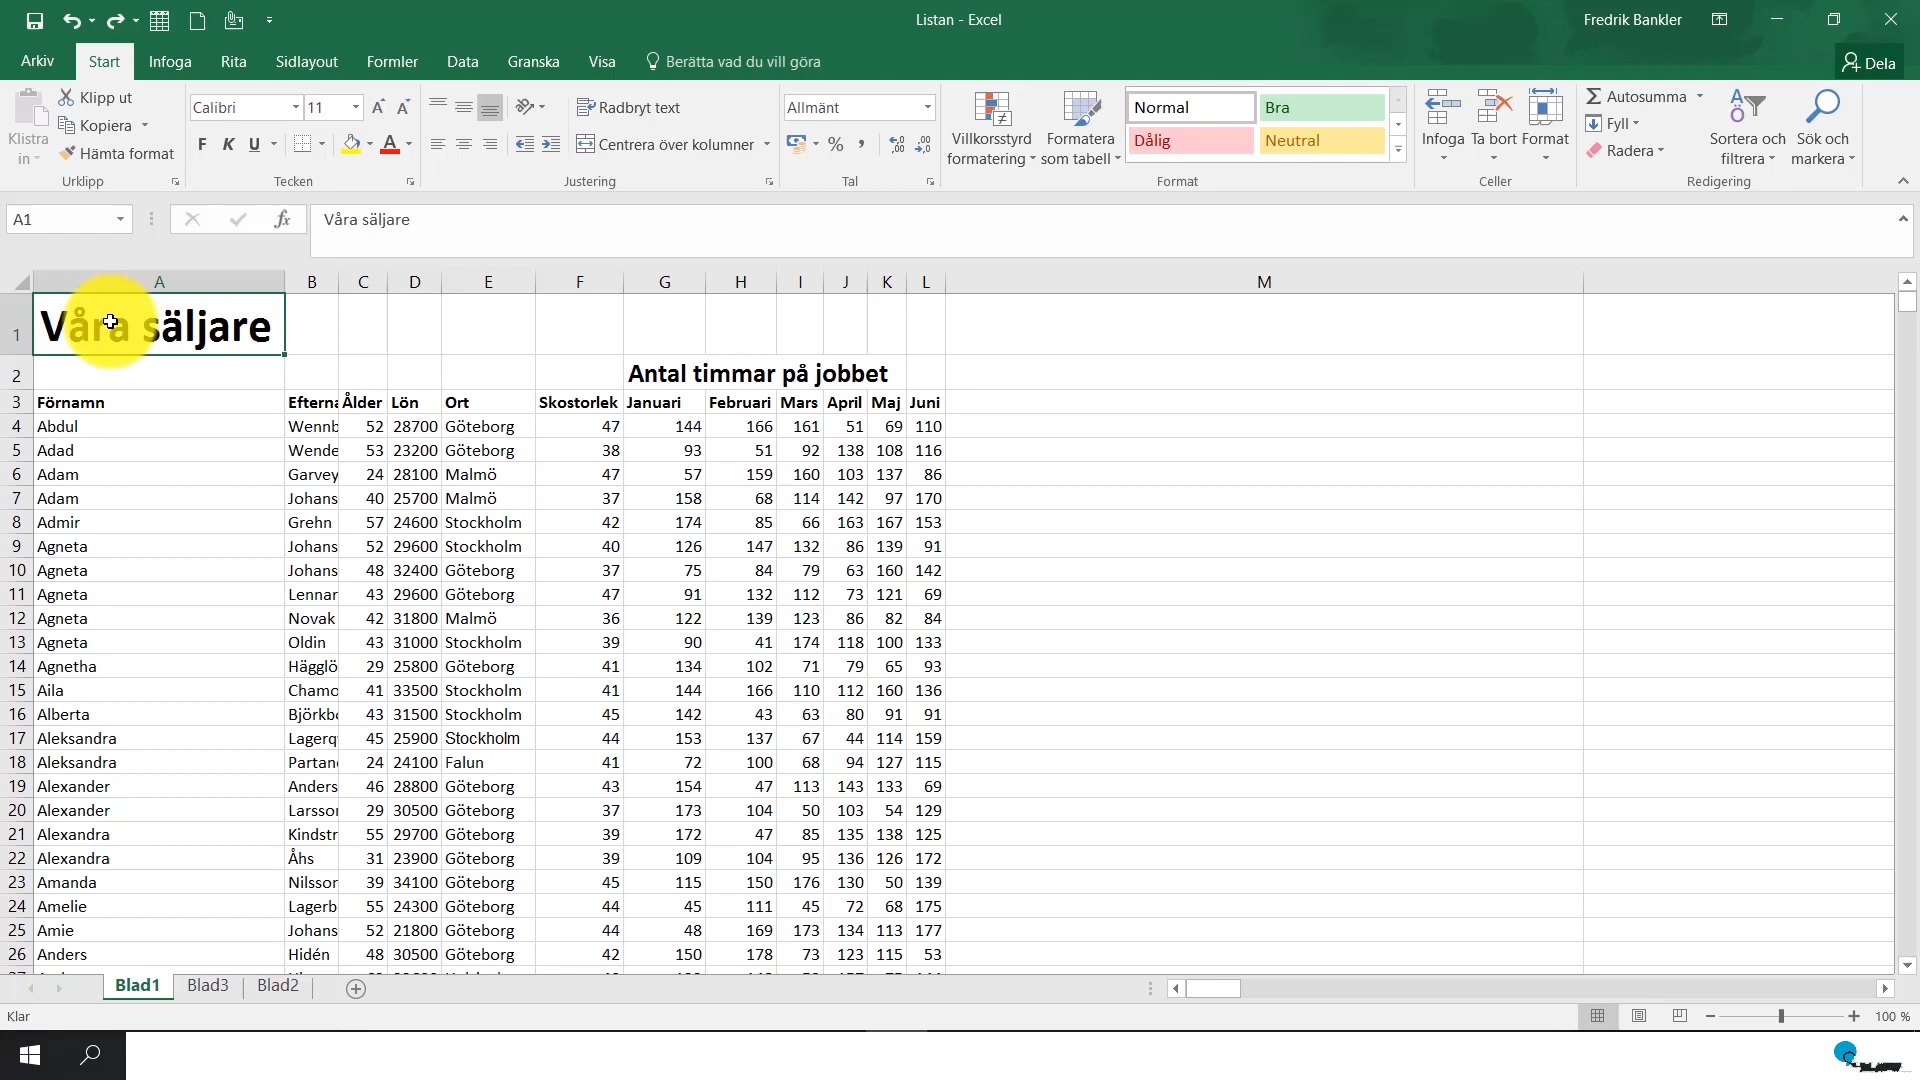 Listan - Excel
Fredrik Bankler
Arkiv Start Infoga Rita Sidlayout Formler Data Granska Visa Berätta vad du vill göra Dela
Klistra in
Klipp ut
Kopiera
Hämta format
Urklipp
Calibri 11
F K U
Tecken
Radbryt text
Centrera över kolumner
Justering
Allmänt
%
Tal
Villkorsstyrd formatering
Formatera som tabell
Normal Bra
Dålig Neutral
Format
Infoga Ta bort Format
Celler
Autosumma
Fyll
Radera
Sortera och filtrera
Sök och markera
Redigering
A1 fx Våra säljare
A B C D E F G H I J K L M
1 Våra säljare
2 Antal timmar på jobbet
3 Förnamn Ålder Lön Ort Skostorlek Januari Februari Mars April Maj Juni
4 Abdul Wennb 52 28700 Göteborg 47 144 166 161 51 69 110
5 Adad Wende 53 23200 Göteborg 38 93 51 92 138 108 116
6 Adam Garvey 24 28100 Malmö 47 57 159 160 103 137 86
7 Adam Johans 40 25700 Malmö 37 158 68 114 142 97 170
8 Admir Grehn 57 24600 Stockholm 42 174 85 66 163 167 153
9 Agneta Johans 52 29600 Stockholm 40 126 147 132 86 139 91
10 Agneta Johans 48 32400 Göteborg 37 75 84 79 63 160 142
11 Agneta Lennar 43 29600 Göteborg 47 91 132 112 73 121 69
12 Agneta Novak 42 31800 Malmö 36 122 139 123 86 82 84
13 Agneta Oldin 43 31000 Stockholm 39 90 41 174 118 100 133
14 Agnetha Hägglö 29 25800 Göteborg 41 134 102 71 79 65 93
15 Aila Chamo 41 33500 Stockholm 41 144 166 110 112 160 136
16 Alberta Björkb 43 31500 Stockholm 45 142 43 63 80 91 91
17 Aleksandra Lagerq 45 25900 Stockholm 44 153 137 67 44 114 159
18 Aleksandra Partan 24 24100 Falun 41 72 100 68 94 127 115
19 Alexander Anders 46 28800 Göteborg 43 154 47 113 143 133 69
20 Alexander Larsso 29 30500 Göteborg 37 173 104 50 103 54 129
21 Alexandra Kindstr 55 29700 Göteborg 39 172 47 85 135 138 125
22 Alexandra Åhs 31 23900 Göteborg 39 109 104 95 136 126 172
23 Amanda Nilsson 39 34100 Göteborg 45 115 150 176 130 50 139
24 Amelie Lagerb 55 24300 Göteborg 44 45 111 45 72 68 175
25 Amie Johans 52 21800 Göteborg 44 48 169 173 134 113 177
26 Anders Hidén 48 30500 Göteborg 42 150 178 73 123 115 53
Blad1 Blad3 Blad2
Klar
100 %